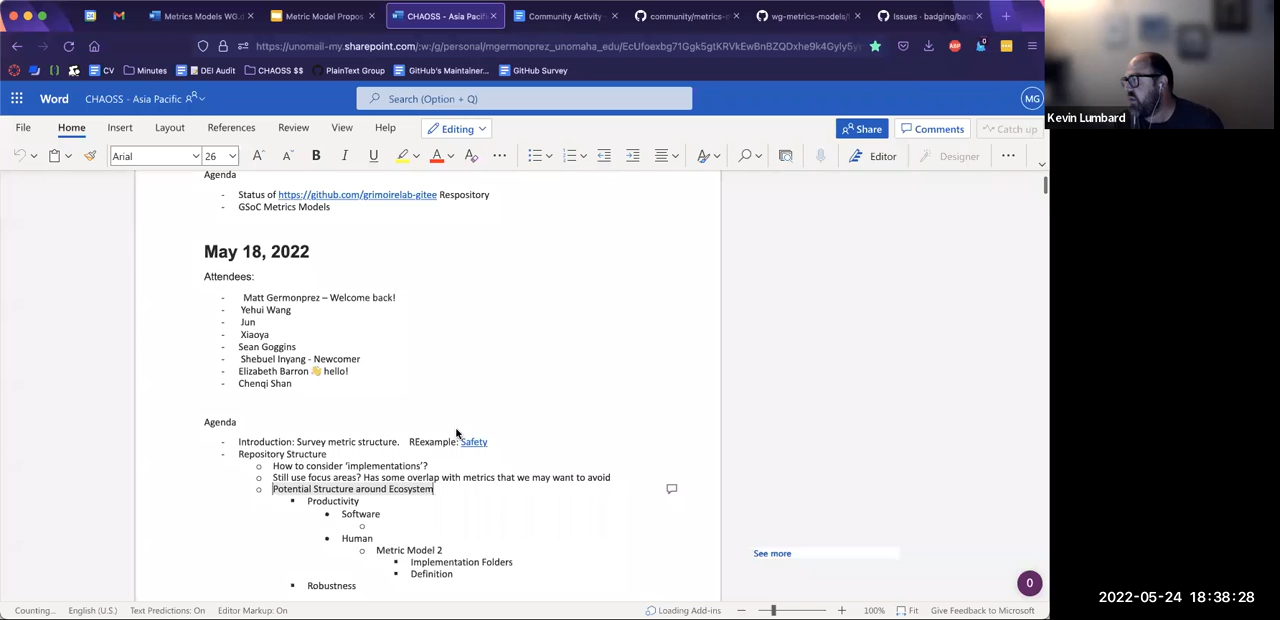 Metrics Models WG.d
Metric Model Propos
CHAOSS - Asia Pacifi
Community Activity
community/metrics-
wg-metrics-models/
Issues · badging/
https://unomail-my.sharepoint.com/:w:/g/personal/mgermonprez_unomaha_edu/
CV
Minutes
DEI Audit
CHAOSS $$
PlainText Group
GitHub's Maintainer...
GitHub Survey
Kevin Lumbard
Word
CHAOSS - Asia Pacific
Search (Option + Q)
MG
File Home Insert Layout References Review View Help
Editing
Share
Comments
Catch up
Arial
26
Editor
Designer
Agenda
- Status of https://github.com/grimoirelab-gitee Respository
- GSoC Metrics Models
May 18, 2022
Attendees:
- Matt Germonprez – Welcome back!
- Yehui Wang
- Jun
- Xiaoya
- Sean Goggins
- Shebuel Inyang - Newcomer
- Elizabeth Barron 👋 hello!
- Chenqi Shan
Agenda
- Introduction: Survey metric structure. REexample: Safety
- Repository Structure
o How to consider 'implementations'?
o Still use focus areas? Has some overlap with metrics that we may want to avoid
o Potential Structure around Ecosystem
▪ Productivity
• Software
o
• Human
o Metric Model 2
▪ Implementation Folders
▪ Definition
▪ Robustness
See more
0
2022-05-24 18:38:28
Counting...
English (U.S.)
Text Predictions: On
Editor Markup: On
Loading Add-ins
100%
Fit
Give Feedback to Microsoft